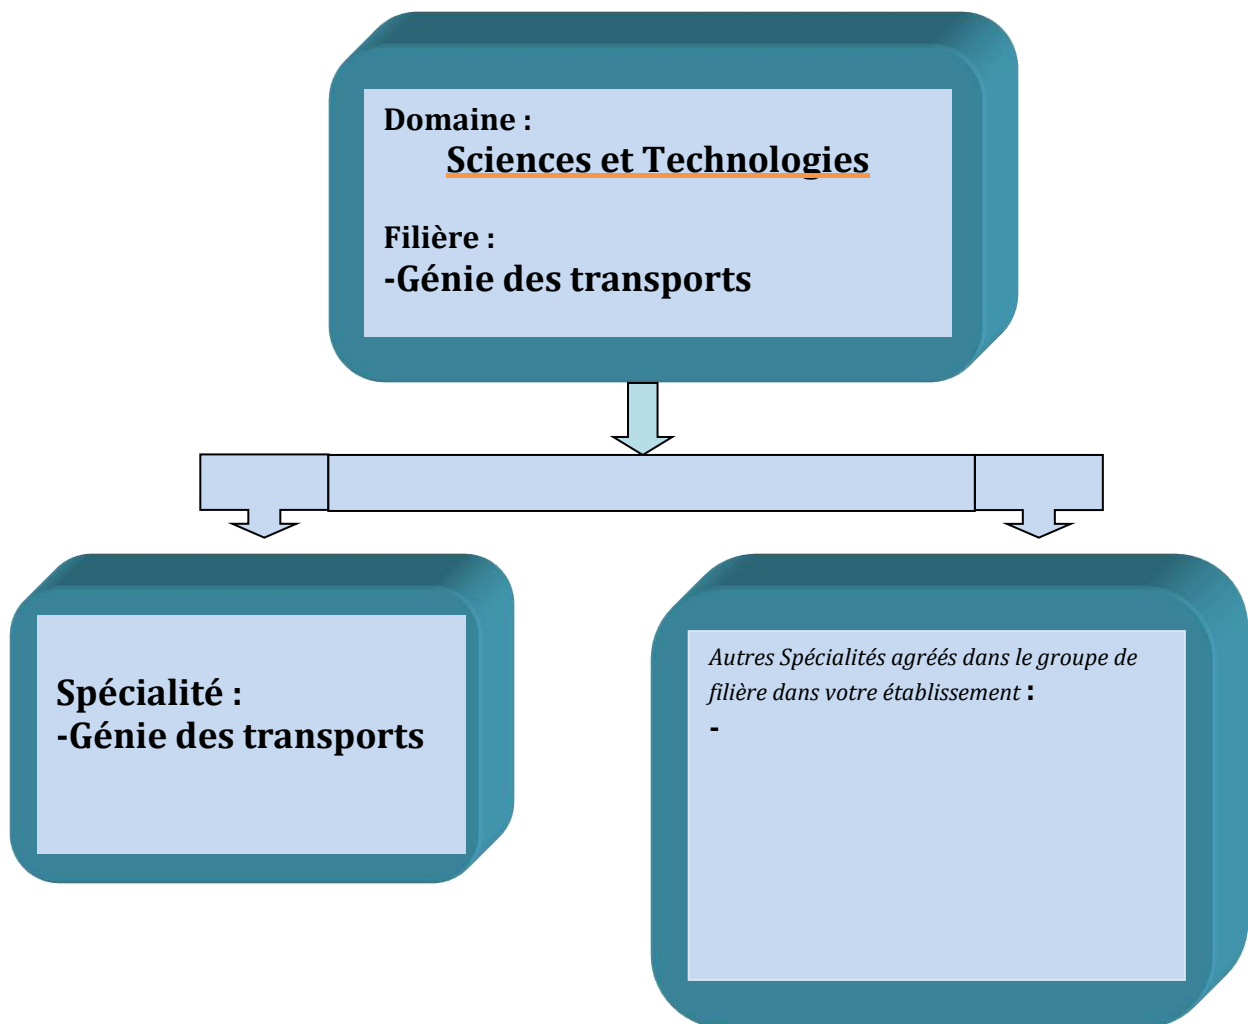 Domaine :
Sciences et Technologies
Filière :
-Génie des transports
Spécialité :
-Génie des transports
Autres Spécialités agréés dans le groupe de
filière dans votre établissement :
-